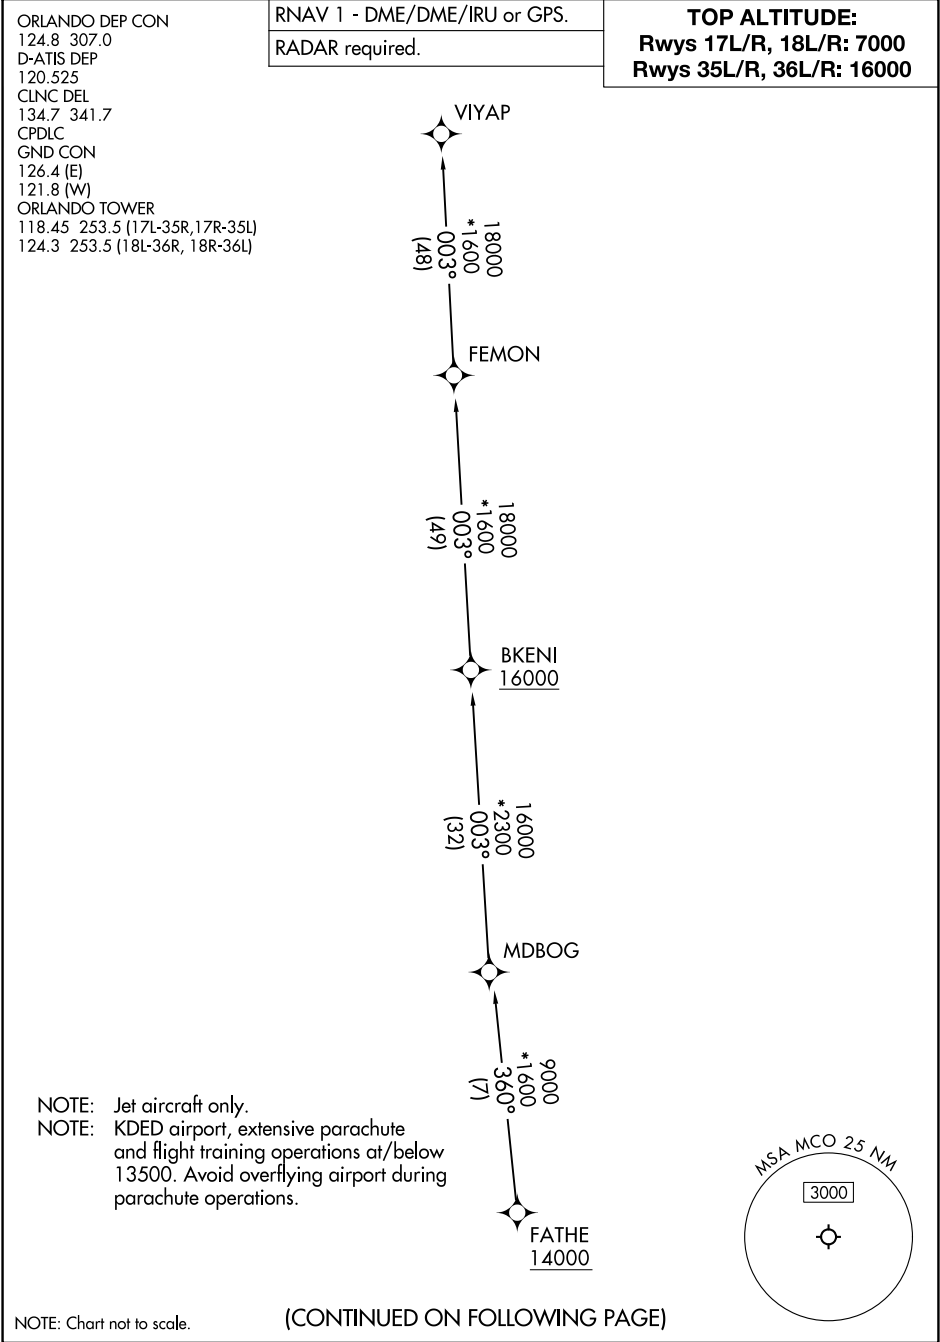 ORLANDO DEP CON
124.8 307.0
D-ATIS DEP
120.525
CLNC DEL
134.7 341.7
CPDLC
GND CON
126.4 (E)
121.8 (W)
ORLANDO TOWER
118.45 253.5 (17L-35R,17R-35L)
124.3 253.5 (18L-36R, 18R-36L)
RNAV 1 - DME/DME/IRU or GPS.
RADAR required.
TOP ALTITUDE:
Rwys 17L/R, 18L/R: 7000
Rwys 35L/R, 36L/R: 16000
VIYAP
18000
*1600
003°
(48)
FEMON
18000
*1600
003°
(49)
BKENI
16000
16000
*2300
003°
(32)
MDBOG
9000
*1600
360°
(7)
FATHE
14000
NOTE: Jet aircraft only.
NOTE: KDED airport, extensive parachute
and flight training operations at/below
13500. Avoid overflying airport during
parachute operations.
MSA MCO 25 NM
3000
NOTE: Chart not to scale.
(CONTINUED ON FOLLOWING PAGE)